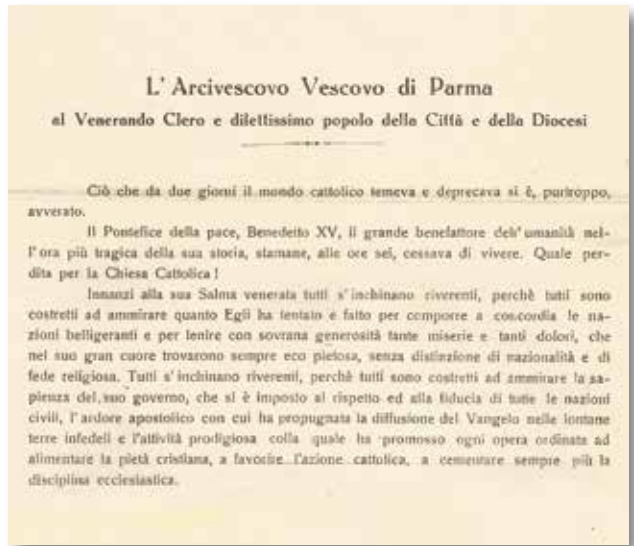 L' Arcivescovo Vescovo di Parma
al Venerando Clero e dilettissimo popolo della Città e della Diocesi
Ciò che da due giorni il mondo cattolico temeva e deprecava si è, purtroppo,
avverato.
Il Pontefice della pace, Benedetto XV, il grande benefattore dell' umanità nel-
l' ora più tragica della sua storia, stamane, alle ore sei, cessava di vivere. Quale per-
dita per la Chiesa Cattolica !
Innanzi alla sua Salma venerata tutti s' inchinano riverenti, perchè tutti sono
costretti ad ammirare quanto Egli ha tentato e fatto per comporre a concordia le na-
zioni belligeranti e per lenire con sovrana generosità tante miserie e tanti dolori, che
nel suo gran cuore trovarono sempre eco pietosa, senza distinzione di nazionalità e di
fede religiosa. Tutti s' inchinano riverenti, perchè tutti sono costretti ad ammirare la sa-
pienza del suo governo, che si è imposto al rispetto ed alla fiducia di tutte le nazioni
civili, l' ardore apostolico con cui ha propugnata la diffusione del Vangelo nelle lontane
terre infedeli e l'attività prodigiosa colla quale ha promosso ogni opera ordinata ad
alimentare la pietà cristiana, a favorire l'azione cattolica, a cementare sempre più la
disciplina ecclesiastica.